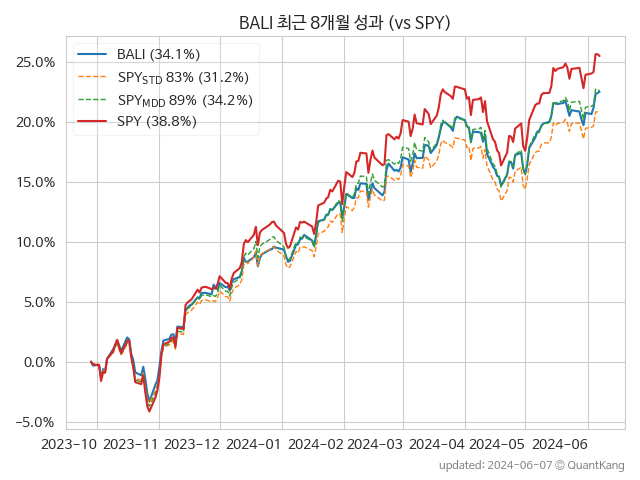 BALI 최근 8개월 성과 (vs SPY)
BALI (34.1%)
SPY_STD 83% (31.2%)
SPY_MDD 89% (34.2%)
SPY (38.8%)
25.0%
20.0%
15.0%
10.0%
5.0%
0.0%
−5.0%
2023−10 2023−11 2023−12 2024−01 2024−02 2024−03 2024−04 2024−05 2024−06
updated: 2024-06-07 © QuantKang